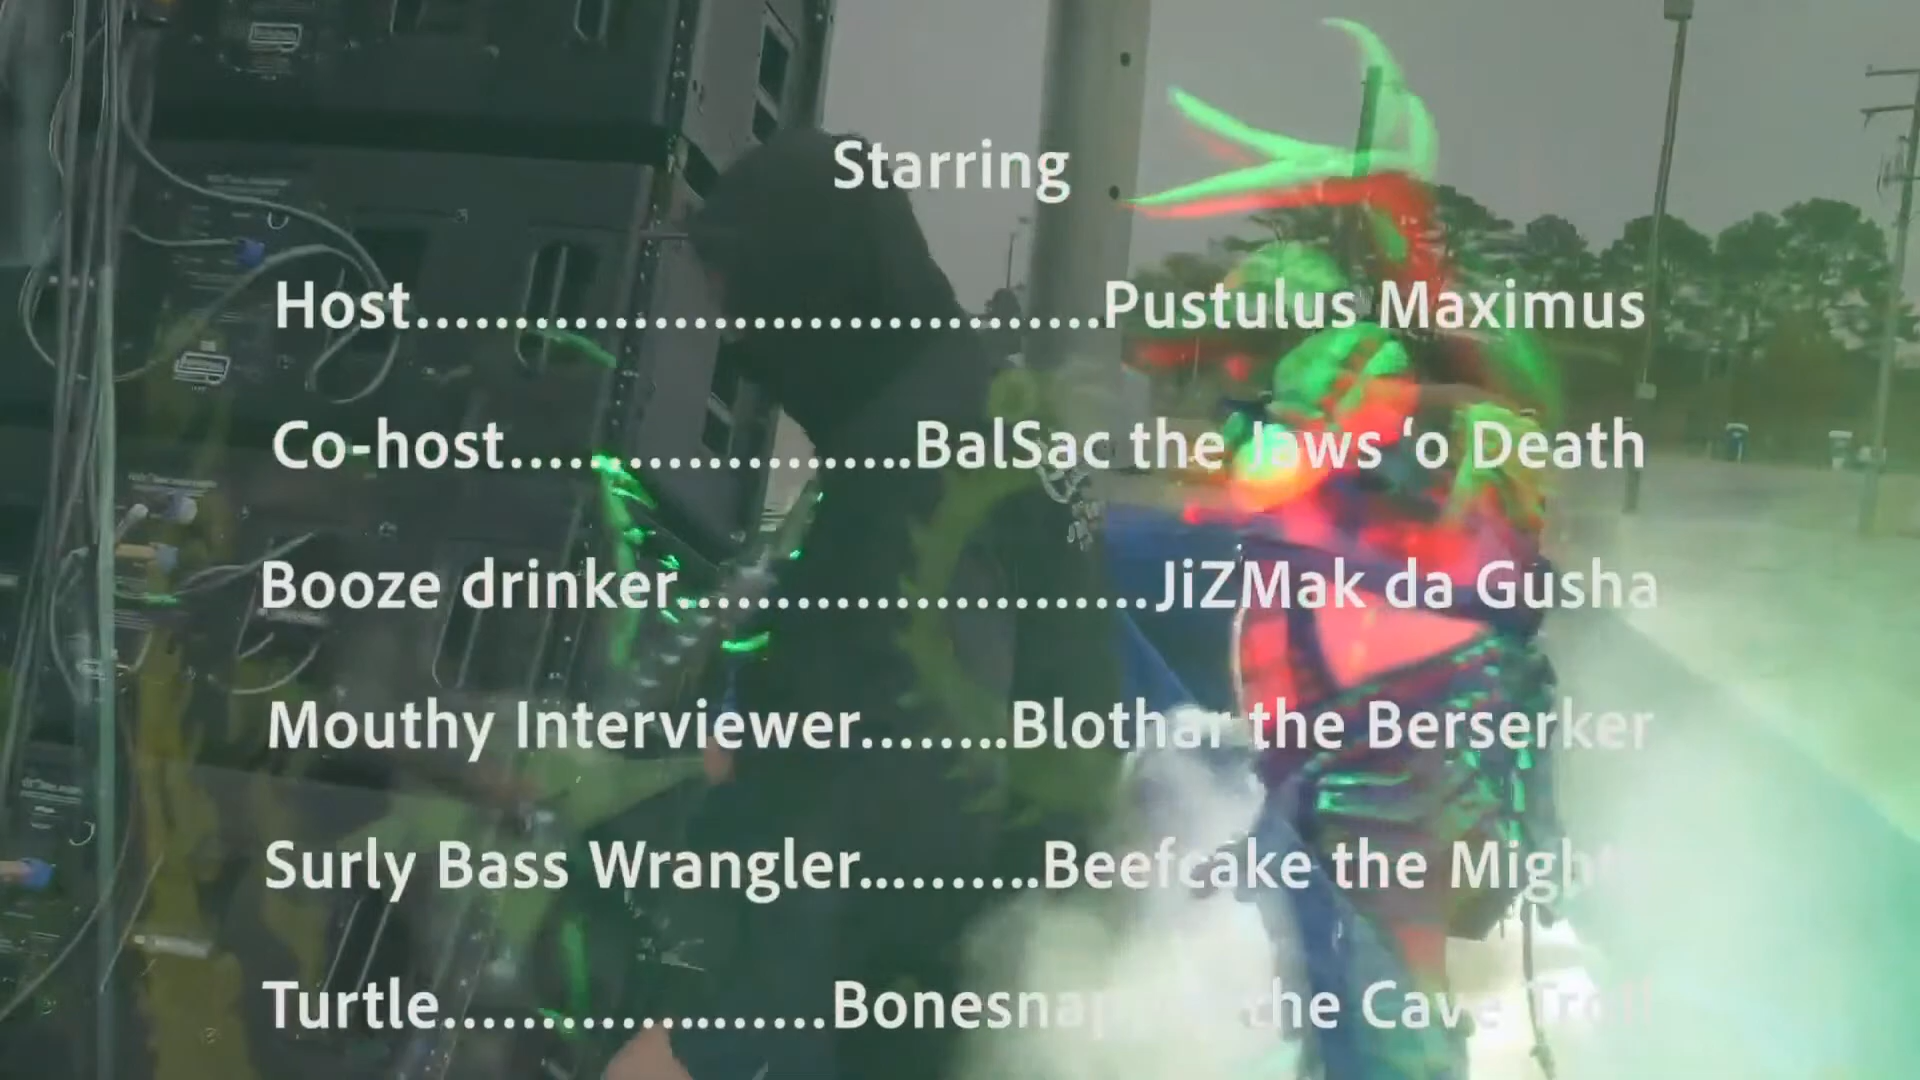 Starring
Host....................................Pustulus Maximus
Co-host......................BalSac the Jaws ‘o Death
Booze drinker........................JiZMak da Gusha
Mouthy Interviewer........Blothar the Berserker
Surly Bass Wrangler..........Beefcake the
Turtle.....................the Cave Troll